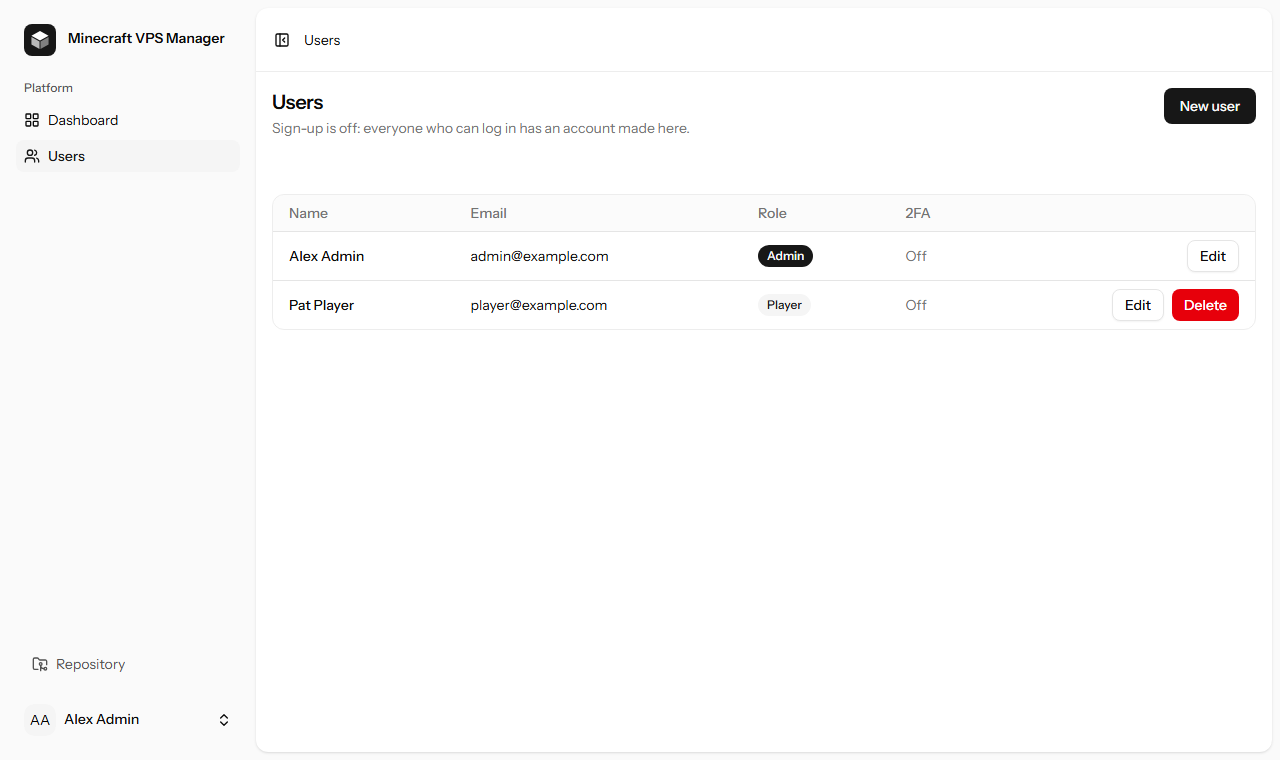 Minecraft VPS Manager
Platform
Dashboard
Users
Repository
AA Alex Admin
Users
Users
Sign-up is off: everyone who can log in has an account made here.
New user
Name Email Role 2FA
Alex Admin admin@example.com Admin Off Edit
Pat Player player@example.com Player Off Edit Delete